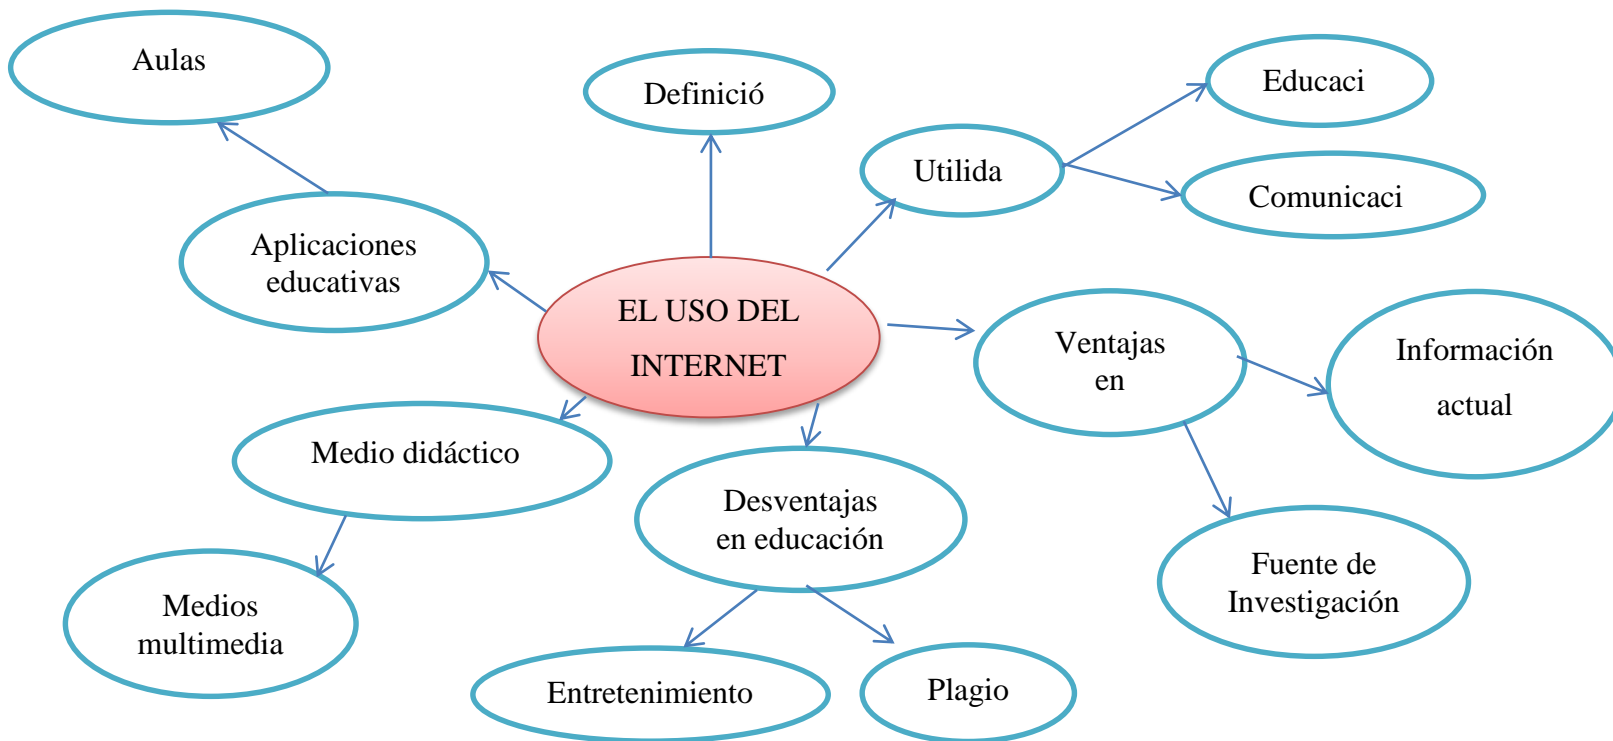 Aulas
Definició
Educaci
Utilida
Comunicaci
Aplicaciones
educativas
EL USO DEL
INTERNET
Ventajas
en
Información
actual
Medio didáctico
Desventajas
en educación
Fuente de
Investigación
Medios
multimedia
Entretenimiento
Plagio